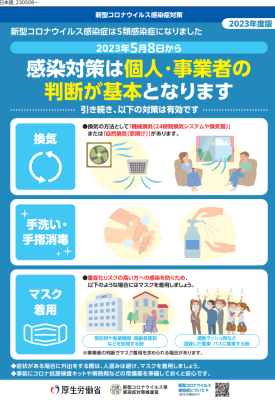 日本語_230508~
新型コロナウイルス感染症対策
2023年度版
新型コロナウイルス感染症は5類感染症になりました
2023年5月8日から
感染対策は個人・事業者の
判断が基本となります
引き続き、以下の対策は有効です
換気
●換気の方法として「機械換気(24時間換気システムや換気扇)」
または「自然換気(窓開け)」があります。
手洗い・
手指消毒
マスク
着用
●重症化リスクの高い方への感染を防ぐため、
以下のような場合にはマスクを着用しましょう。
受診時や医療機関・高齢者施設
などを訪問する時
通勤ラッシュ時など
混雑した電車・バスに乗車する時
※事業者の判断でマスク着用を求められる場合があります。
◆症状がある場合に外出をする際は、人混みは避け、マスクを着用しましょう。
◆事前にコロナ抗原検査キットや解熱剤などの常備薬を準備しておくと安心です。
厚生労働省
新型コロナウイルス等
感染症対策推進室
新型コロナウイルス
感染症について